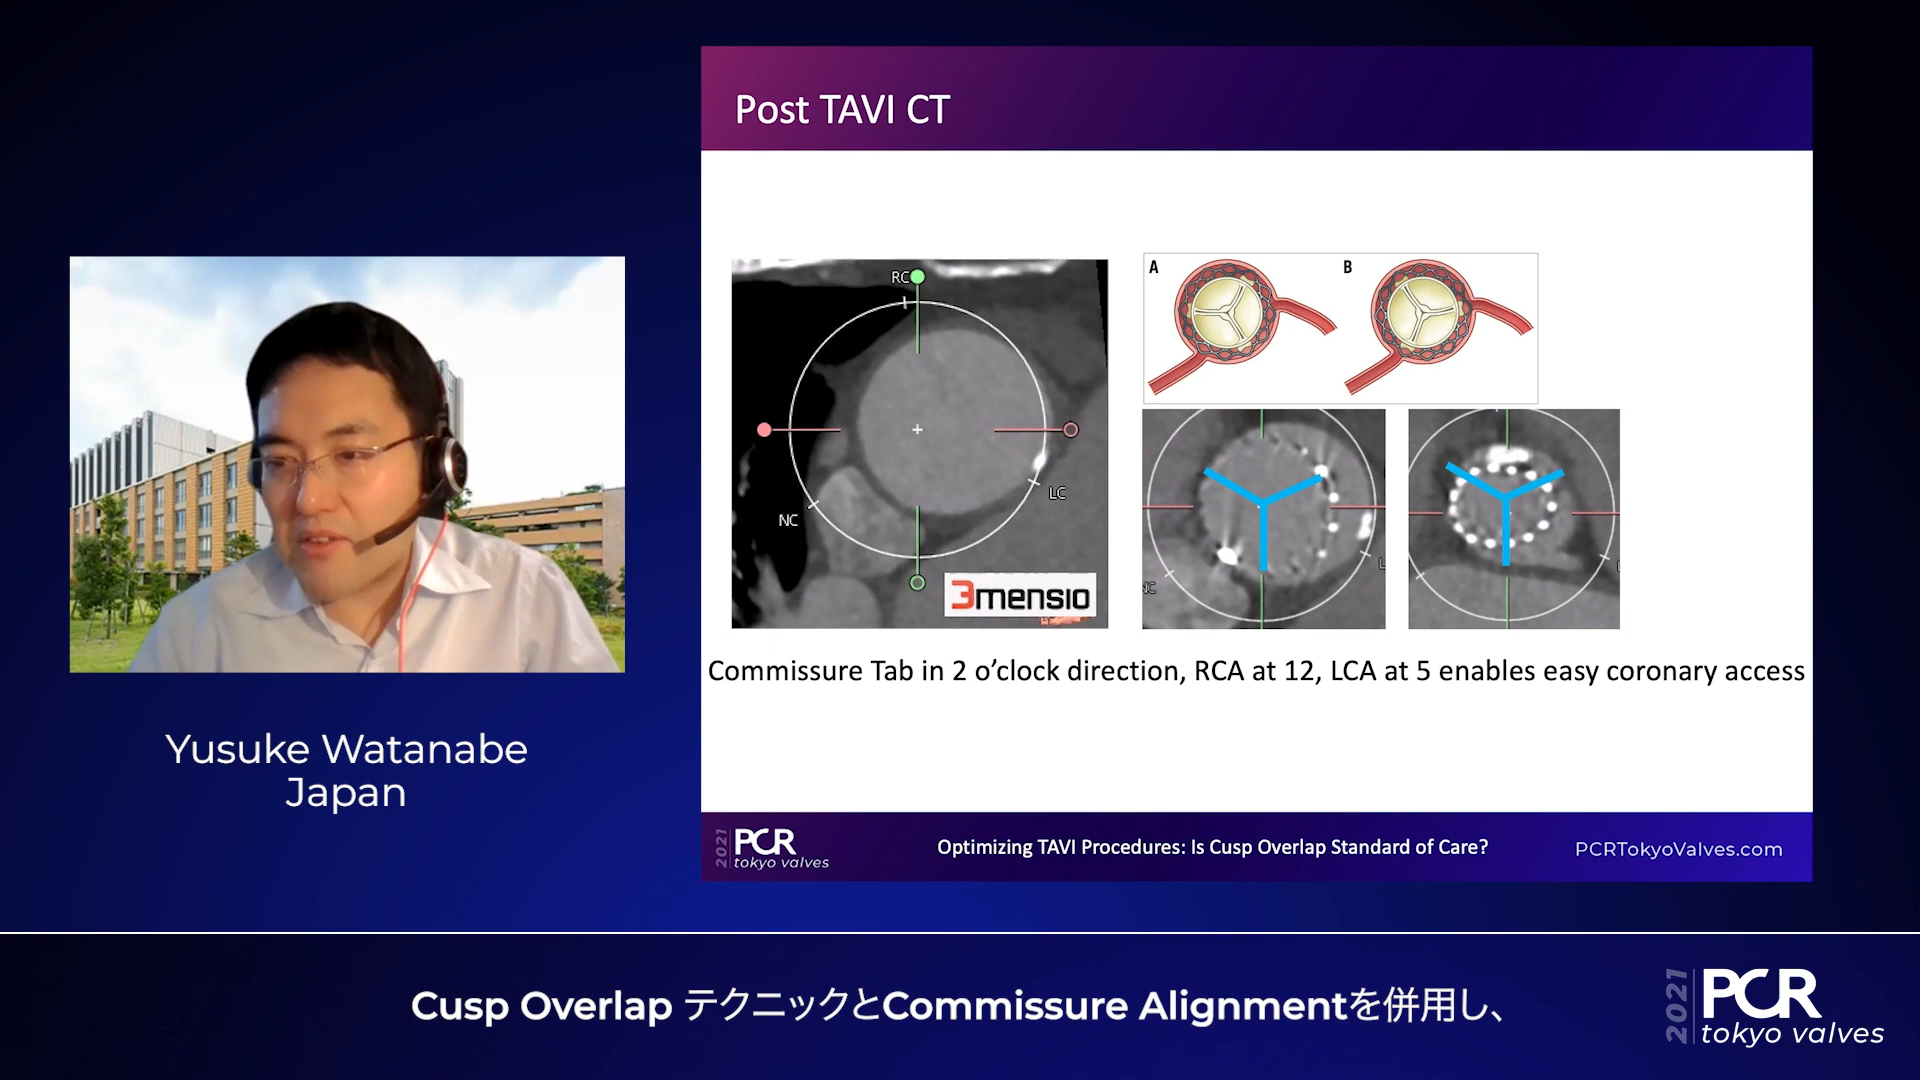 Post TAVI CT
RC
NC
LC
3mensio
A
B
NC
L
Commissure Tab in 2 o’clock direction, RCA at 12, LCA at 5 enables easy coronary access
Yusuke Watanabe
Japan
2021 PCR
tokyo valves
Optimizing TAVI Procedures: Is Cusp Overlap Standard of Care?
PCRTokyoValves.com
Cusp Overlap テクニックとCommissure Alignmentを併用し、
2021 PCR
tokyo valves